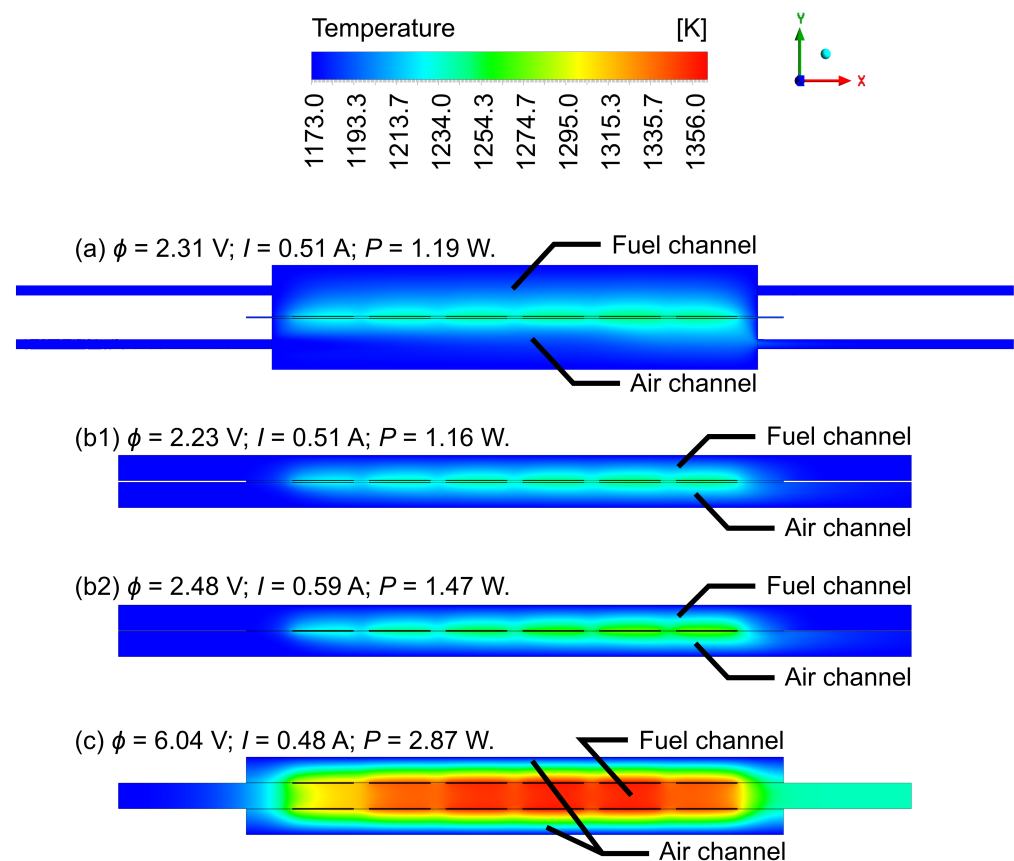 Temperature [K]
1173.0 1193.3 1213.7 1234.0 1254.3 1274.7 1295.0 1315.3 1335.7 1356.0
Y
X
(a) ϕ = 2.31 V; I = 0.51 A; P = 1.19 W.
Fuel channel
Air channel
(b1) ϕ = 2.23 V; I = 0.51 A; P = 1.16 W.
Fuel channel
Air channel
(b2) ϕ = 2.48 V; I = 0.59 A; P = 1.47 W.
Fuel channel
Air channel
(c) ϕ = 6.04 V; I = 0.48 A; P = 2.87 W.
Fuel channel
Air channel